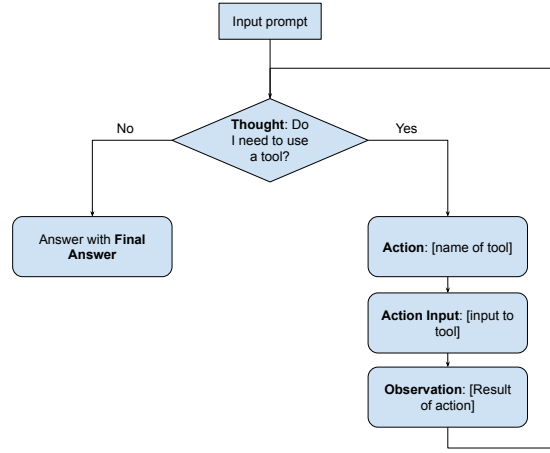 Input prompt
Thought: Do
I need to use
a tool?
No
Yes
Answer with Final
Answer
Action: [name of tool]
Action Input: [input to
tool]
Observation: [Result
of action]